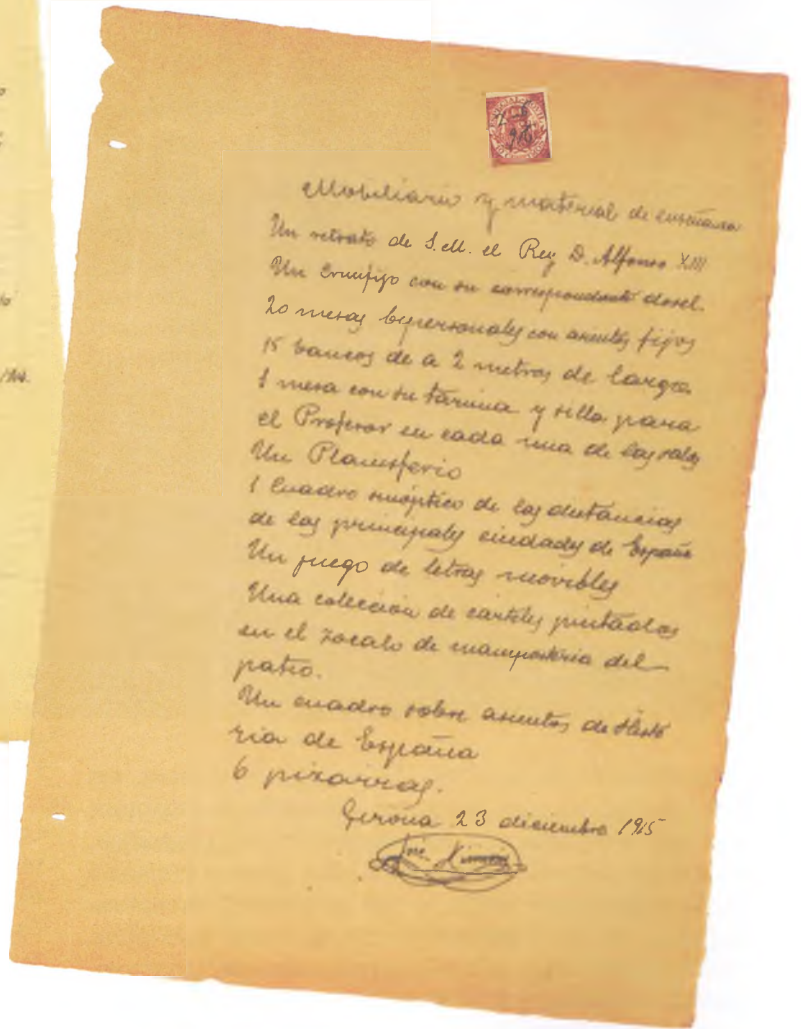 Mobiliario y material de enseñanza
Un retrato de S.M. el Rey D. Alfonso XIII
Un Crucifijo con su correspondiente dosel.
20 mesas bipersonales con asientos fijos
15 bancos de a 2 metros de largo
1 mesa con su tarima y silla para
el Profesor en cada una de las salas
Un Planisferio
1 Cuadro sinóptico de las distancias
de las principales ciudades de España
Un juego de letras movibles
Una colección de carteles pintados
en el zocalo de mamposteria del
patio.
Un cuadro sobre asuntos de Histo
ria de España
6 pizarras.
Gerona 23 diciembre 1915
José